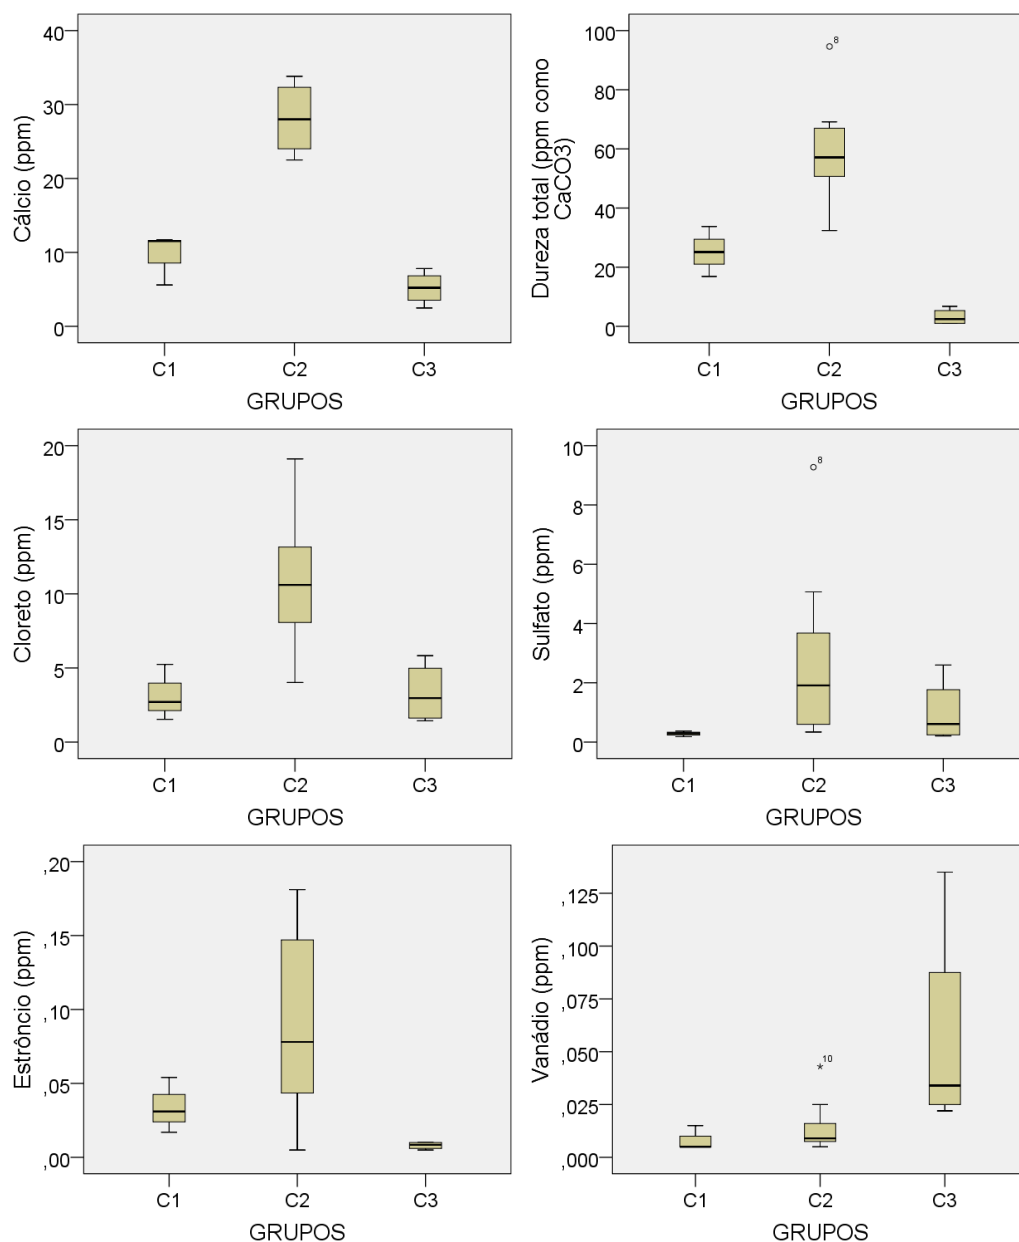 Cálcio (ppm)
40
30
20
10
0
C1 C2 C3
GRUPOS
Dureza total (ppm como
CaCO3)
100
80
60
40
20
0
8
C1 C2 C3
GRUPOS
Cloreto (ppm)
20
15
10
5
0
C1 C2 C3
GRUPOS
Sulfato (ppm)
10
8
6
4
2
0
8
C1 C2 C3
GRUPOS
Estrôncio (ppm)
,20
,15
,10
,05
,00
C1 C2 C3
GRUPOS
Vanádio (ppm)
,125
,100
,075
,050
,025
,000
10
C1 C2 C3
GRUPOS